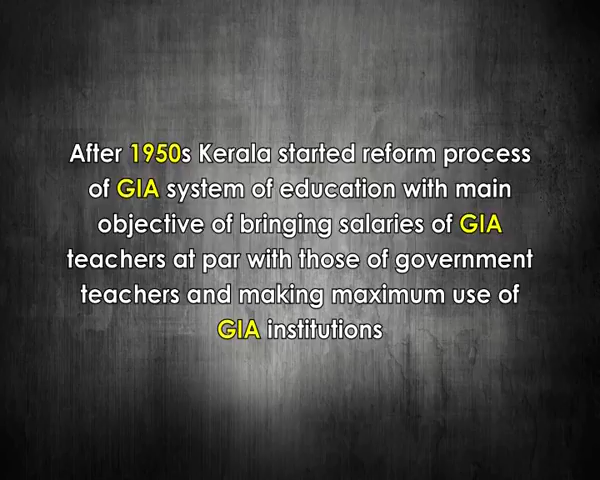 After 1950s Kerala started reform process
of GIA system of education with main
objective of bringing salaries of GIA
teachers at par with those of government
teachers and making maximum use of
GIA institutions